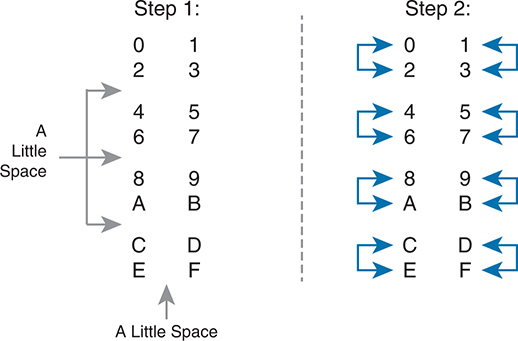 Step 1:
0 1
2 3
4 5
6 7
8 9
A B
C D
E F
A
Little
Space
A Little Space
Step 2:
0 1
2 3
4 5
6 7
8 9
A B
C D
E F